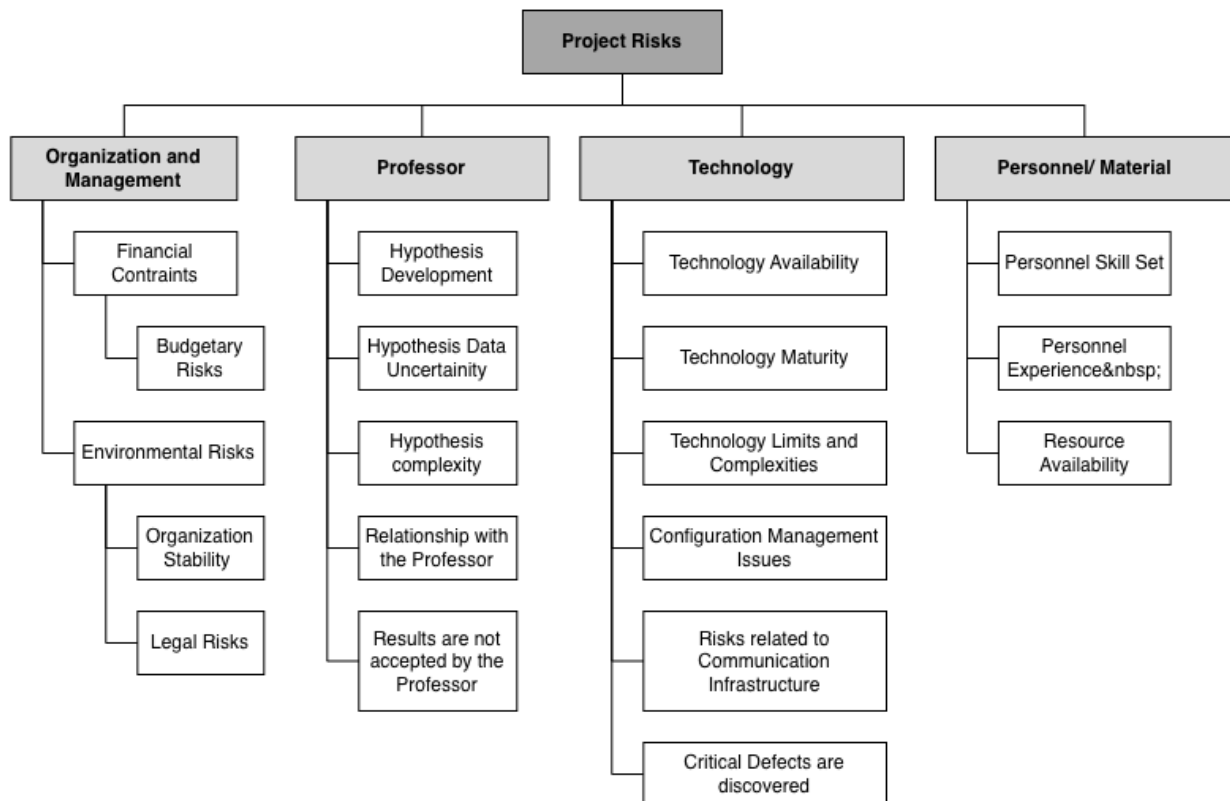 Project Risks
Organization and
Management
Professor
Technology
Personnel/ Material
Financial
Contraints
Budgetary
Risks
Environmental Risks
Organization
Stability
Legal Risks
Hypothesis
Development
Hypothesis Data
Uncertainity
Hypothesis
complexity
Relationship with
the Professor
Results are not
accepted by the
Professor
Technology Availability
Technology Maturity
Technology Limits and
Complexities
Configuration Management
Issues
Risks related to
Communication
Infrastructure
Critical Defects are
discovered
Personnel Skill Set
Personnel
Experience&nbsp;
Resource
Availability